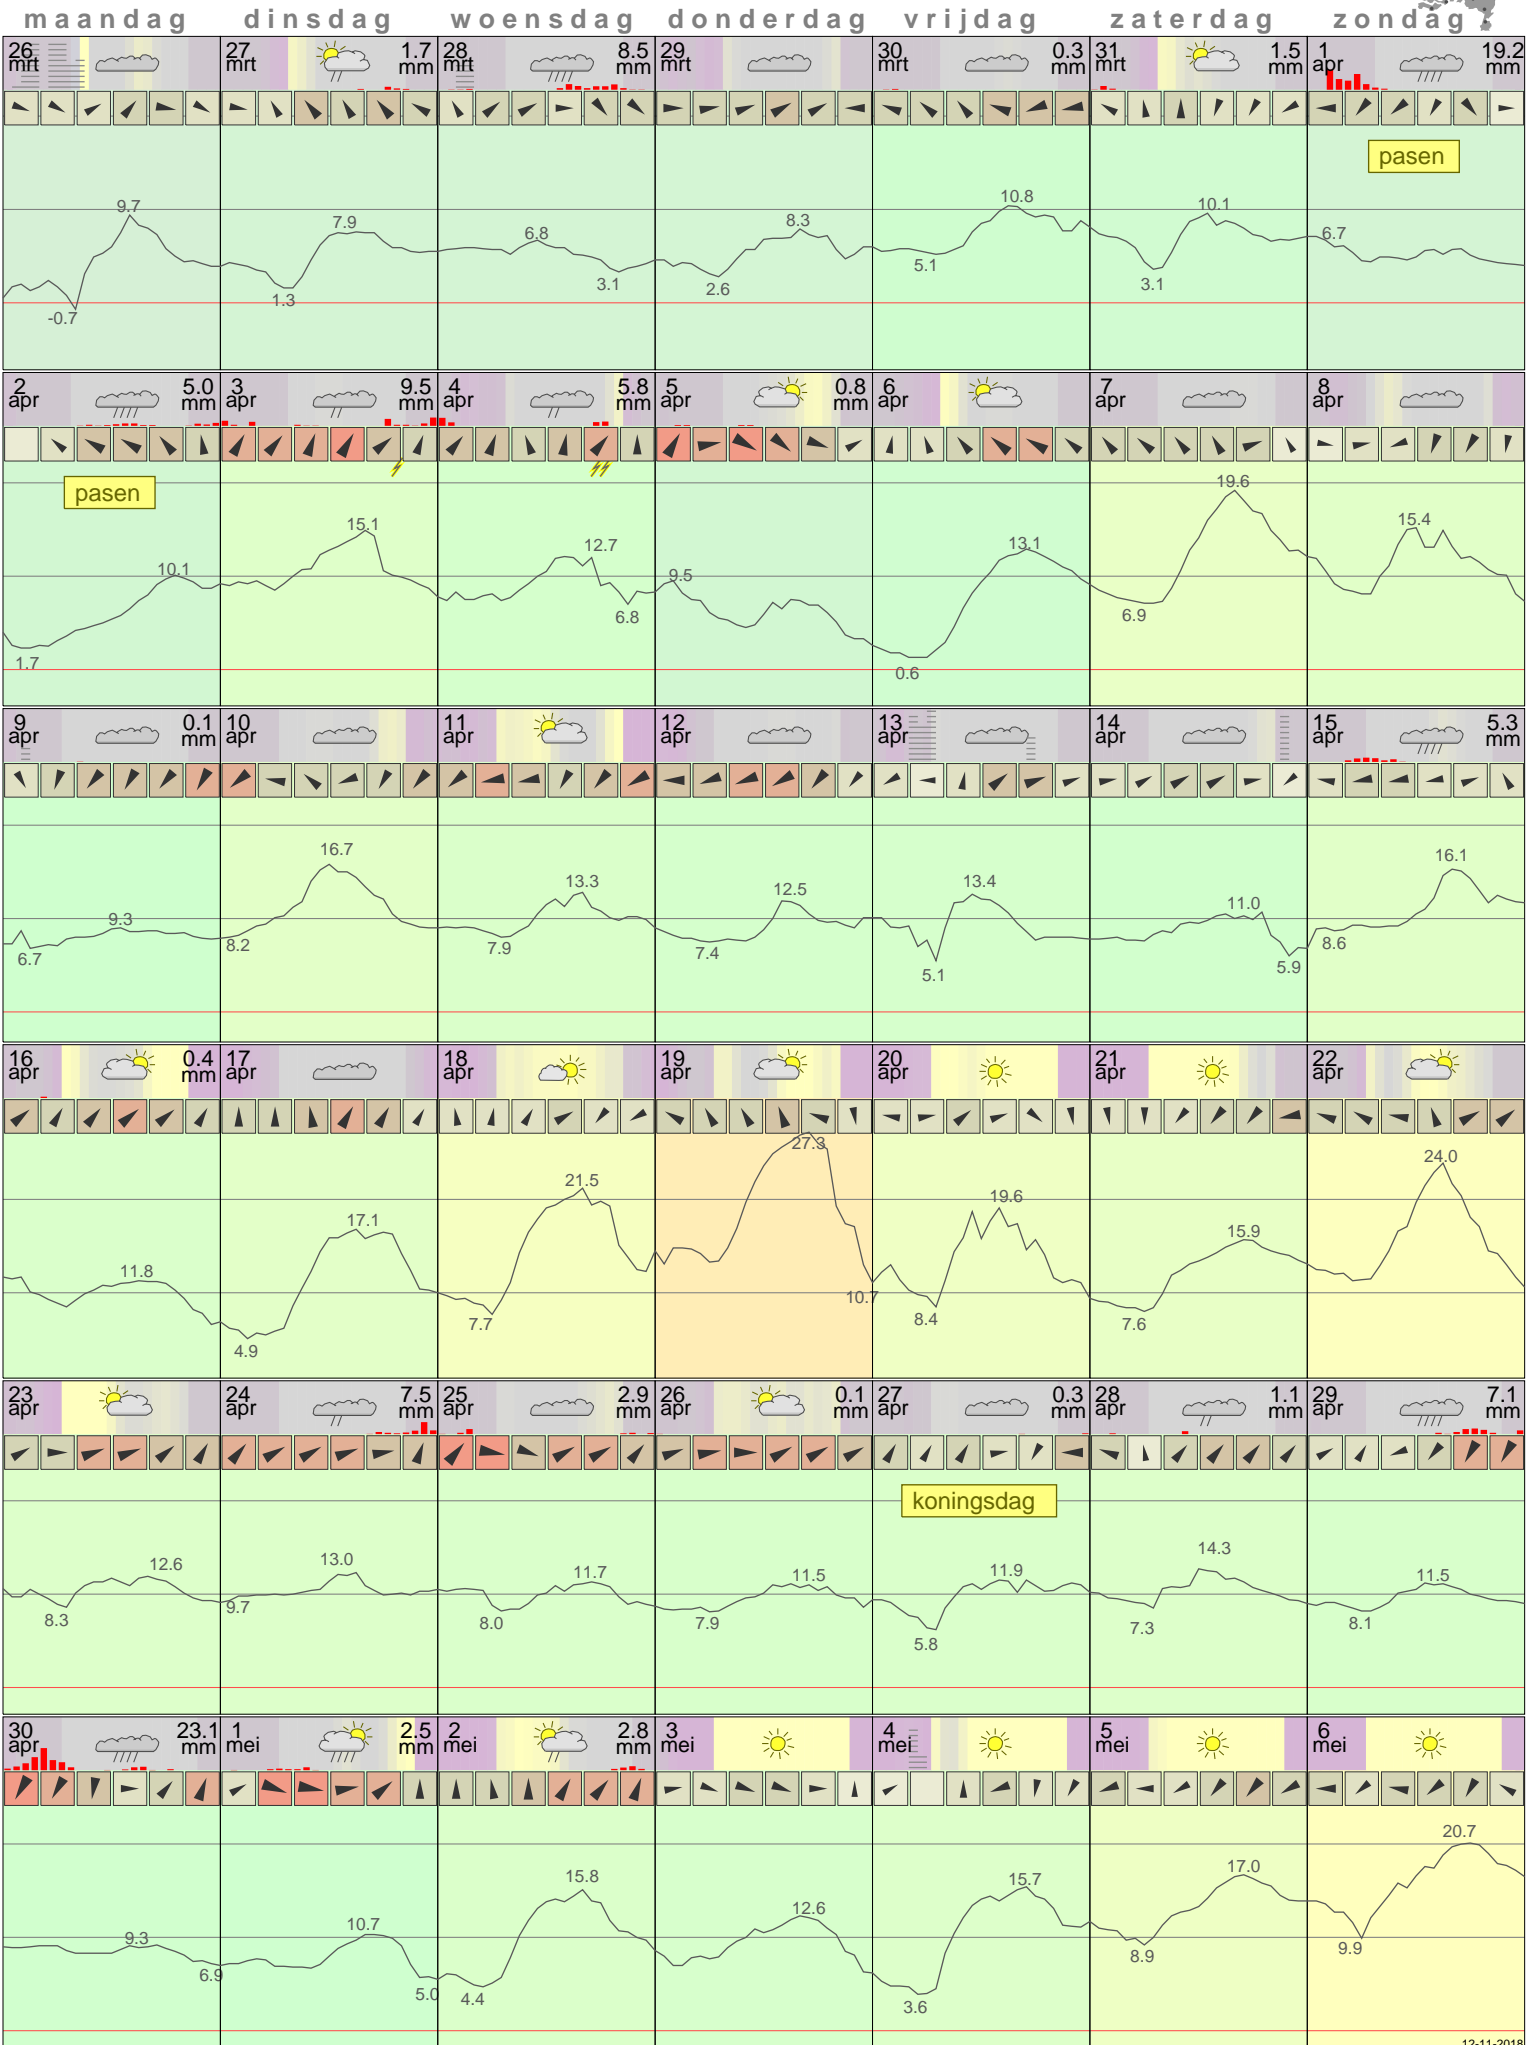 maandag dinsdag woensdag donderdag vrijdag zaterdag zondag
26 27 1.7 28 8.5 29 30 0.3 31 1.5 1 19.2
mrt mrt mm mrt mm mrt mrt mm mrt mm apr mm
pasen
9.7 7.9 6.8 8.3 10.8 10.1 6.7
-0.7 1.3 3.1 2.6 5.1 3.1
2 5.0 3 9.5 4 5.8 5 0.8 6 7 8
apr mm apr mm apr mm apr mm apr apr apr
pasen
10.1 15.1 12.7 9.5 13.1 19.6 15.4
1.7 6.8 0.6 6.9
9 0.1 10 11 12 13 14 15 5.3
apr mm apr apr apr apr apr apr mm
9.3 16.7 13.3 12.5 13.4 11.0 16.1
6.7 8.2 7.9 7.4 5.1 5.9 8.6
16 0.4 17 18 19 20 21 22
apr mm apr apr apr apr apr apr
11.8 17.1 21.5 27.3 19.6 15.9 24.0
4.9 7.7 10.7 8.4 7.6
23 24 7.5 25 2.9 26 0.1 27 0.3 28 1.1 29 7.1
apr apr mm apr mm apr mm apr mm apr mm apr mm
koningsdag
12.6 13.0 11.7 11.5 11.9 14.3 11.5
8.3 9.7 8.0 7.9 5.8 7.3 8.1
30 23.1 1 2.5 2 2.8 3 4 5 6
apr mm mei mm mei mm mei mei mei mei
9.3 10.7 15.8 12.6 15.7 17.0 20.7
6.9 5.0 4.4 3.6 8.9 9.9
12-11-2018